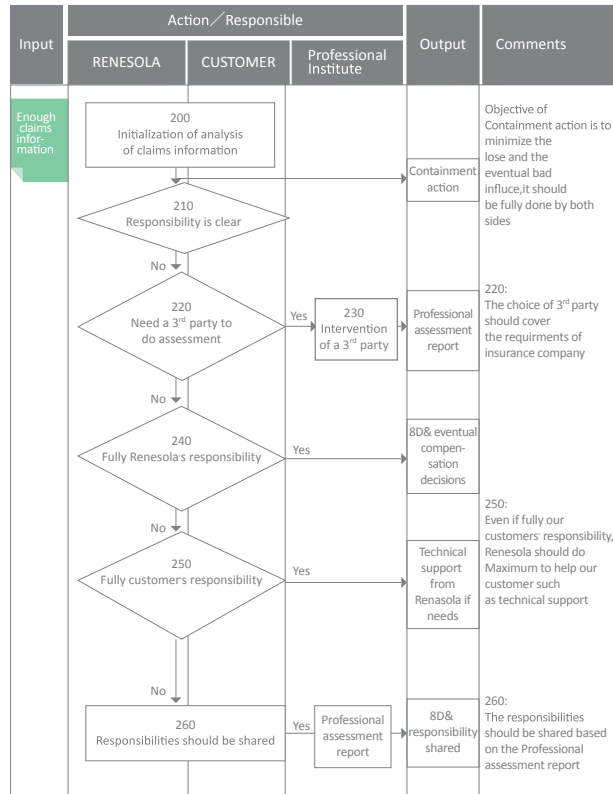 Input
Action／Responsible
RENESOLA
CUSTOMER
Professional
Institute
Output
Comments
Enough
claims
infor-
mation
200
Initialization of analysis
of claims information
Containment
action
Objective of
Containment action is to
minimize the
lose and the
eventual bad
influce,it should
be fully done by both
sides
210
Responsibility is clear
No
220
Need a 3rd party to
do assessment
Yes
230
Intervention
of a 3rd party
Professional
assessment
report
220:
The choice of 3rd party
should cover
the requirments of
insurance company
No
240
Fully Renesola's responsibility
Yes
8D& eventual
compen-
sation
decisions
No
250
Fully customer's responsibility
Yes
Technical
support
from
Renasola if
needs
250:
Even if fully our
customers' responsibility,
Renesola should do
Maximum to help our
customer such
as technical support
No
260
Responsibilities should be shared
Yes
Professional
assessment
report
8D&
responsibility
shared
260:
The responsibilities
should be shared based
on the Professional
assessment report